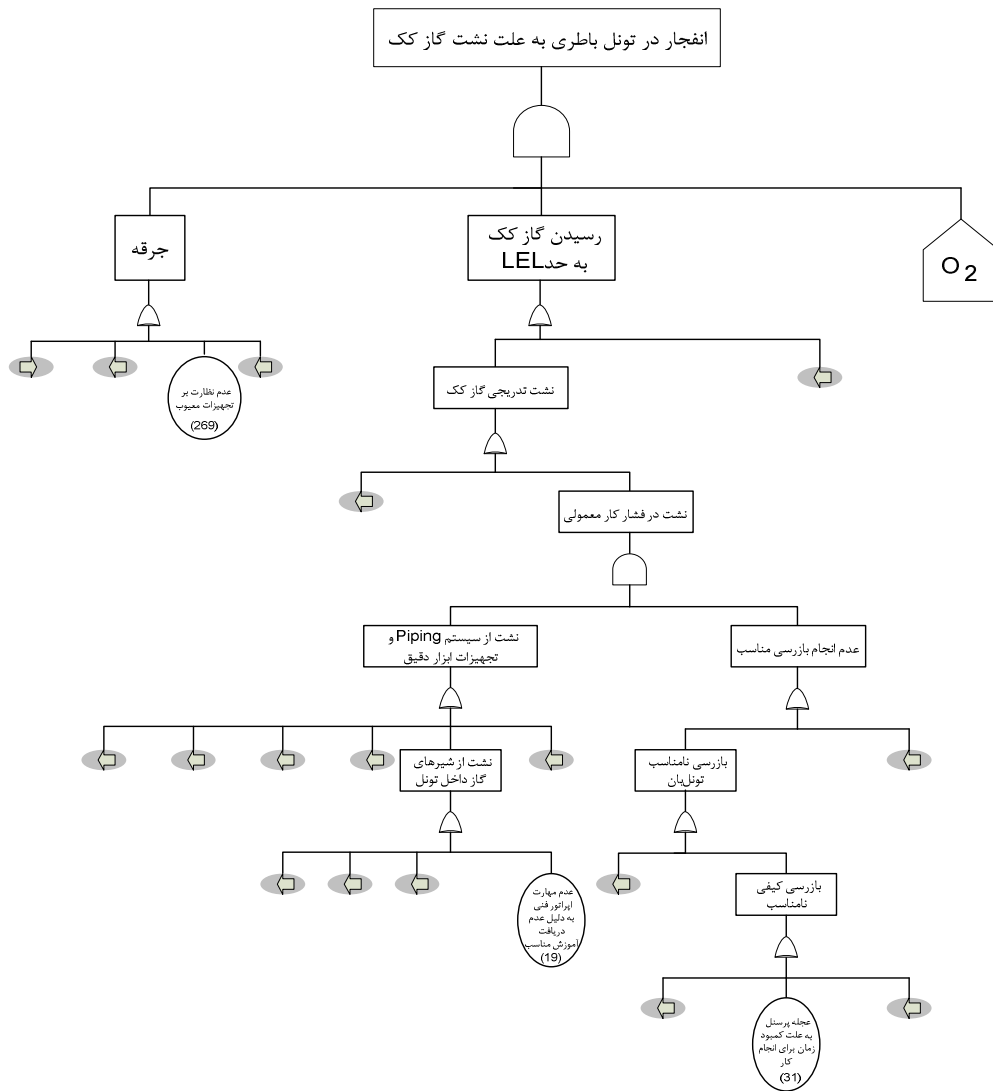 انفجار در تونل باطری به علت نشت گاز کک
جرقه
رسیدن گاز کک
به حد LEL
O2
عدم نظارت بر
تجهیزات معیوب
(269)
نشت تدریجی گاز کک
نشت در فشار کار معمولی
نشت از سیستم Piping و
تجهیزات ابزار دقیق
عدم انجام بازرسی مناسب
نشت از شیرهای
گاز داخل تونل
بازرسی نامناسب
تونل‌بان
عدم مهارت
اپراتور فنی
به دلیل عدم
دریافت
آموزش مناسب
(19)
بازرسی کیفی
نامناسب
عجله پرسنل
به علت کمبود
زمان برای انجام
کار
(31)